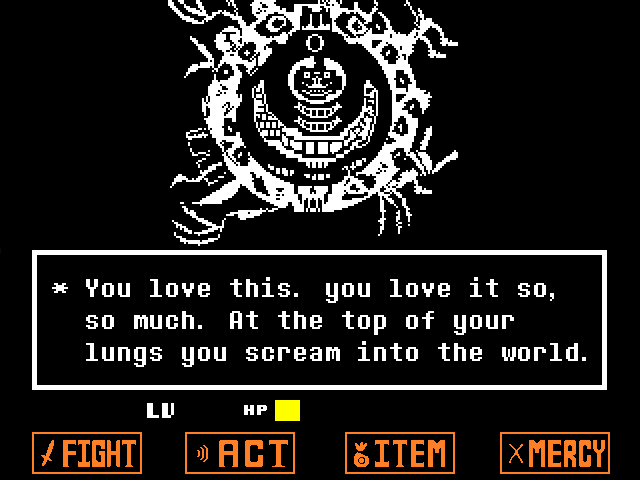 * You love this. you love it so,
so much. At the top of your
lungs you scream into the world.
LV HP
FIGHT ACT ITEM MERCY